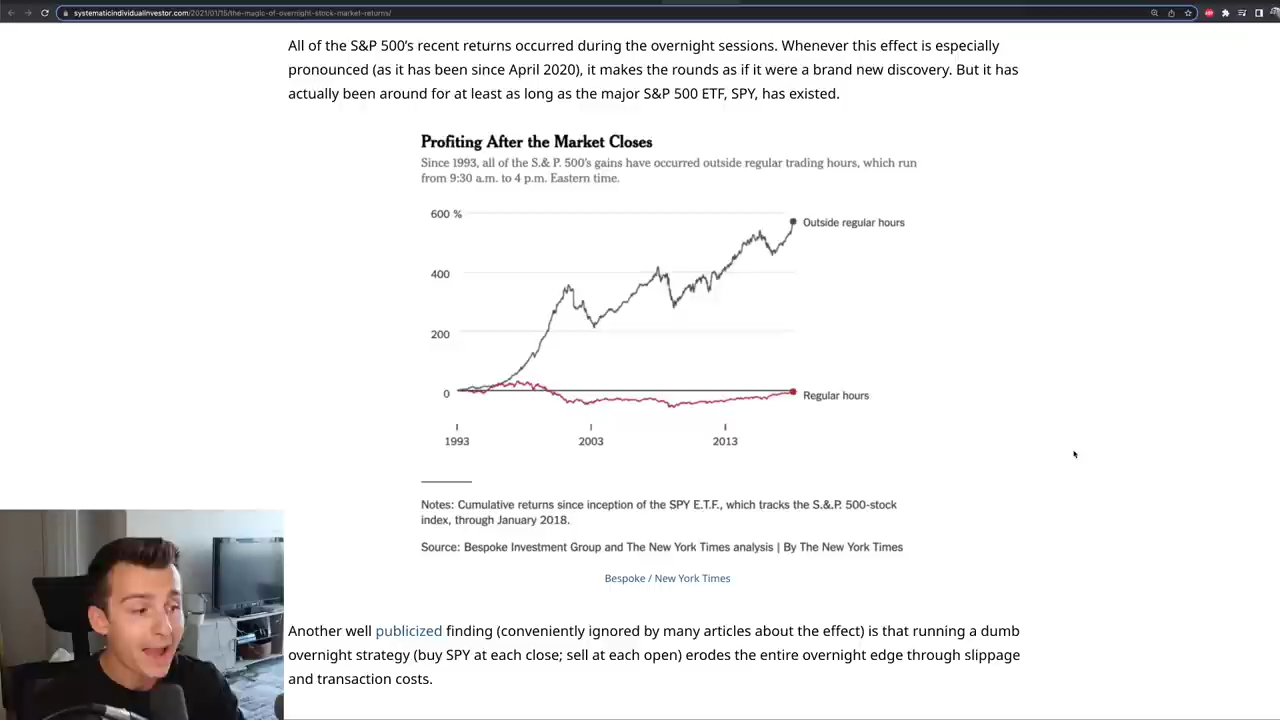 systematicindividualinvestor.com/2021/01/15/the-magic-of-overnight-stock-market-returns/
All of the S&P 500's recent returns occurred during the overnight sessions. Whenever this effect is especially
pronounced (as it has been since April 2020), it makes the rounds as if it were a brand new discovery. But it has
actually been around for at least as long as the major S&P 500 ETF, SPY, has existed.
Profiting After the Market Closes
Since 1993, all of the S.& P. 500's gains have occurred outside regular trading hours, which run
from 9:30 a.m. to 4 p.m. Eastern time.
600 %
Outside regular hours
400
200
0
Regular hours
1993
2003
2013
Notes: Cumulative returns since inception of the SPY E.T.F., which tracks the S.&.P. 500-stock
index, through January 2018.
Source: Bespoke Investment Group and The New York Times analysis | By The New York Times
Bespoke / New York Times
Another well publicized finding (conveniently ignored by many articles about the effect) is that running a dumb
overnight strategy (buy SPY at each close; sell at each open) erodes the entire overnight edge through slippage
and transaction costs.